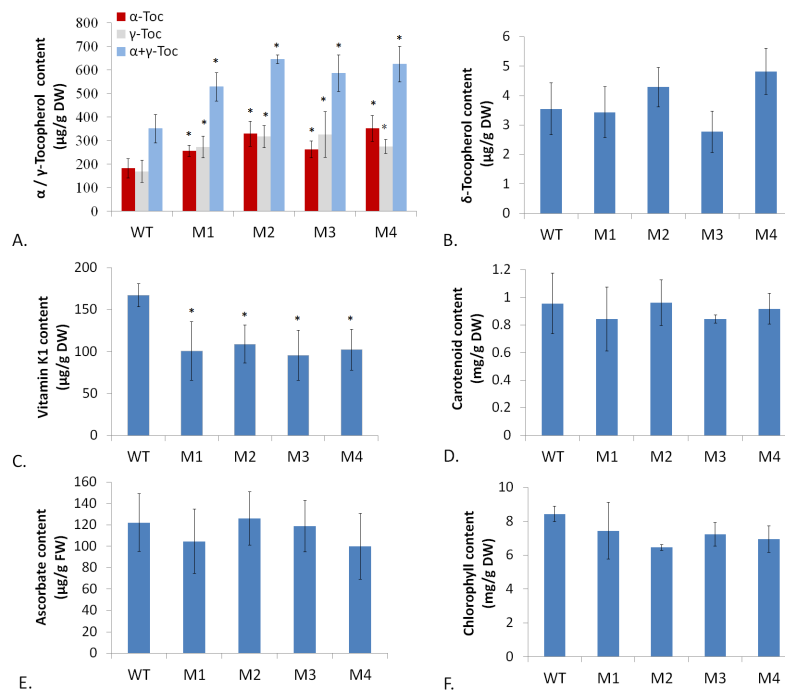 α / γ-Tocopherol content
(µg/g DW)
800
700
600
500
400
300
200
100
0
α-Toc
γ-Toc
α+γ-Toc
* * * * * * * * * * * *
WT M1 M2 M3 M4
A.
δ-Tocopherol content
(µg/g DW)
6
5
4
3
2
1
0
WT M1 M2 M3 M4
B.
Vitamin K1 content
(µg/g DW)
200
150
100
50
0
* * * *
WT M1 M2 M3 M4
C.
Carotenoid content
(mg/g DW)
1.2
1
0.8
0.6
0.4
0.2
0
WT M1 M2 M3 M4
D.
Ascorbate content
(µg/g FW)
160
140
120
100
80
60
40
20
0
WT M1 M2 M3 M4
E.
Chlorophyll content
(mg/g DW)
10
8
6
4
2
0
WT M1 M2 M3 M4
F.